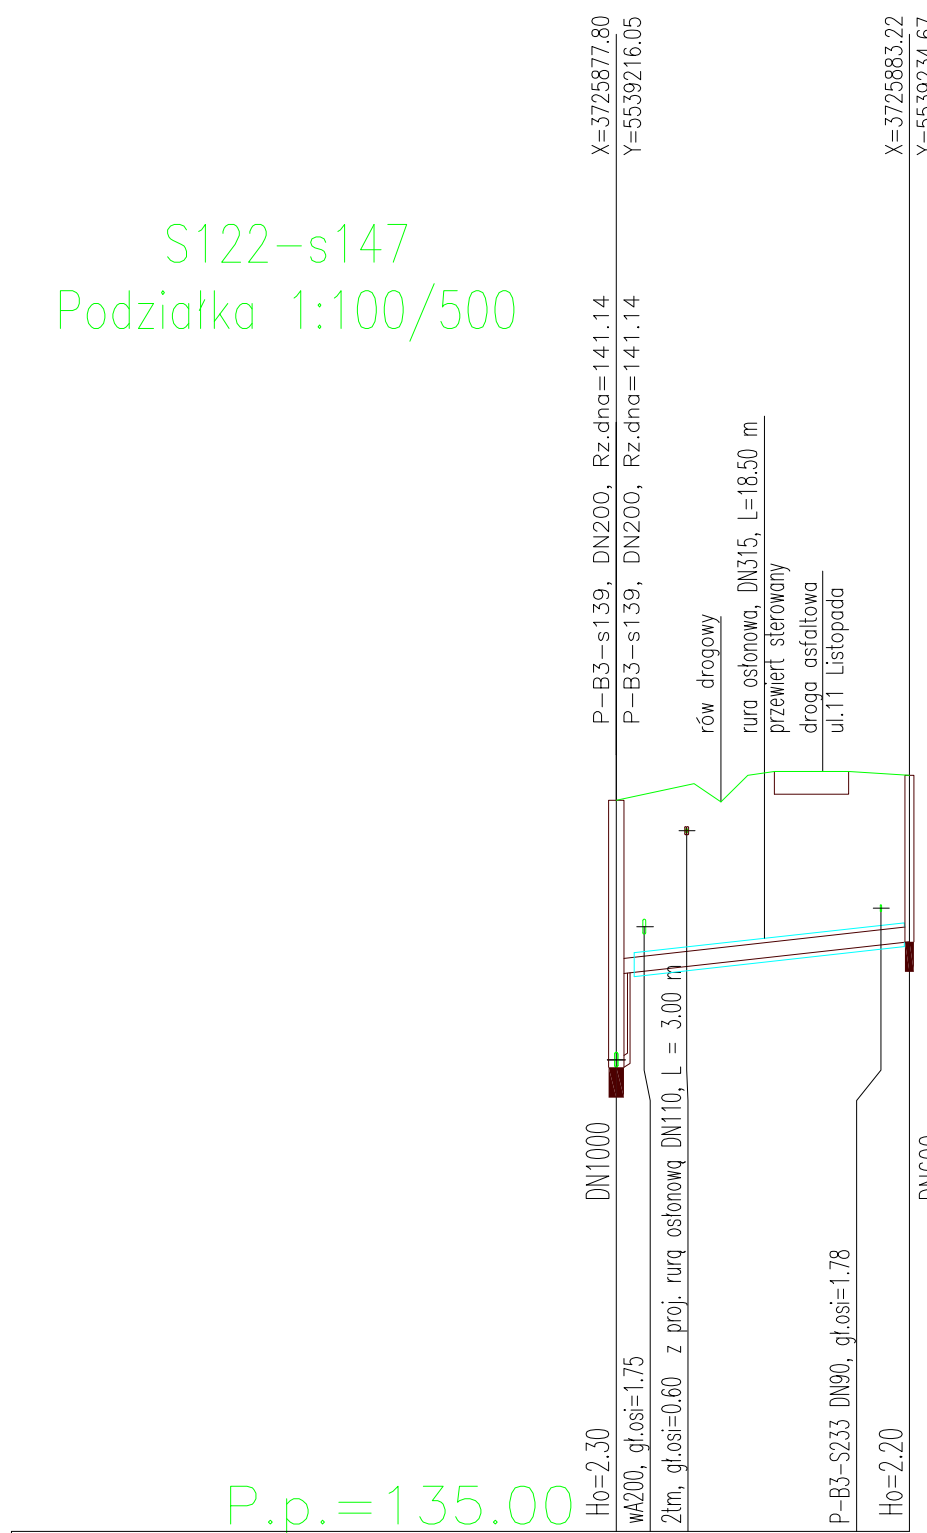 X=3725877.80
Y=5539216.05
X=3725883.22
Y=5539234.67
S122-s147
Podziałka 1:100/500
P-B3-s139, DN200, Rz.dna=141.14
P-B3-s139, DN200, Rz.dna=141.14
rów drogowy
rura osłonowa, DN315, L=18.50 m
przewiert sterowany
droga asfaltowa
ul.11 Listopada
DN1000
DN600
Ho=2.30
wA200, gł.osi=1.75
2tm, gł.osi=0.60 z proj. rurą osłonową DN110, L = 3.00 m
P-B3-S233 DN90, gł.osi=1.78
Ho=2.20
P.p.=135.00